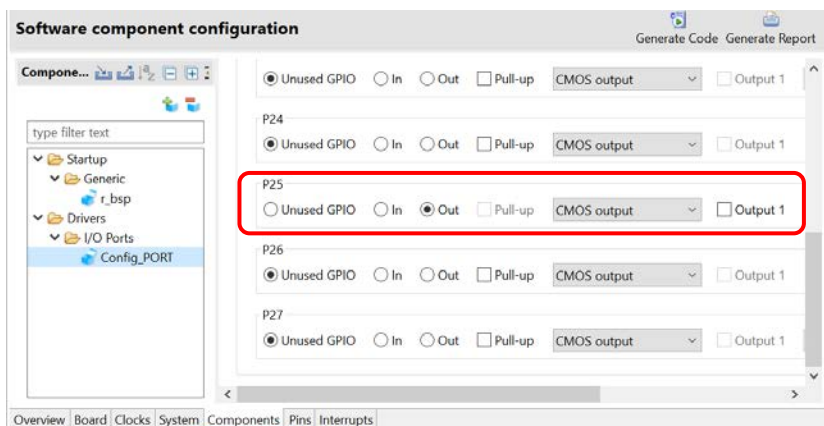 Software component configuration
Generate Code Generate Report
Compone...
type filter text
Startup
Generic
r_bsp
Drivers
I/O Ports
Config_PORT
Unused GPIO In Out Pull-up CMOS output Output 1
P24
Unused GPIO In Out Pull-up CMOS output Output 1
P25
Unused GPIO In Out Pull-up CMOS output Output 1
P26
Unused GPIO In Out Pull-up CMOS output Output 1
P27
Unused GPIO In Out Pull-up CMOS output Output 1
Overview Board Clocks System Components Pins Interrupts